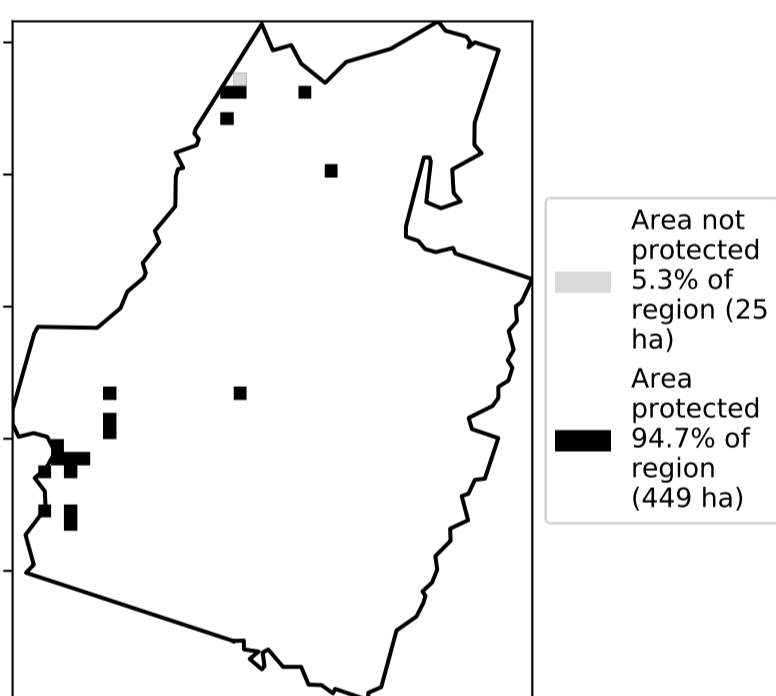 Area not
protected
5.3% of
region (25
ha)
Area
protected
94.7% of
region
(449 ha)